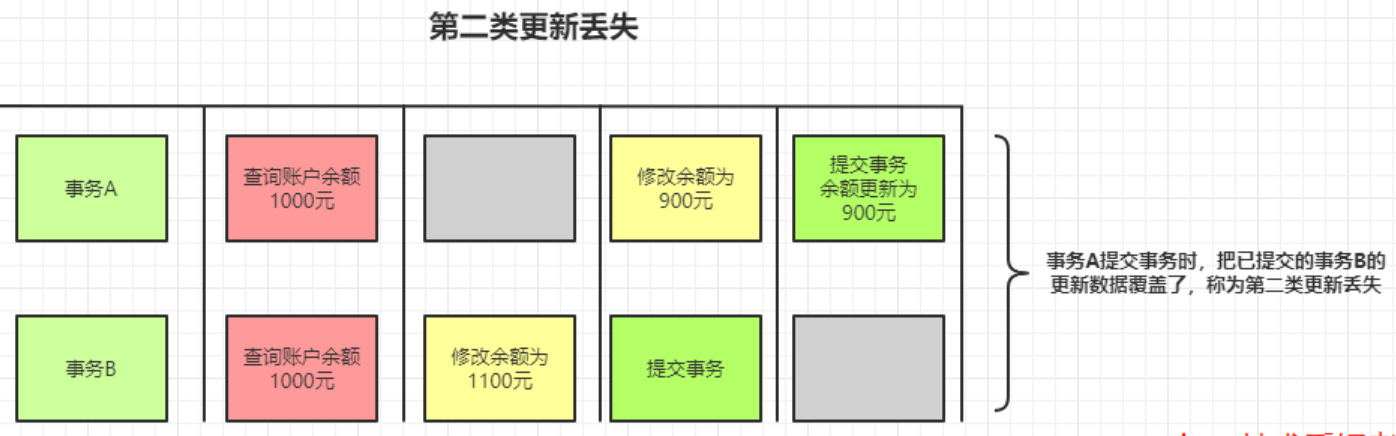 第二类更新丢失
事务A
查询账户余额
1000元
修改余额为
900元
提交事务
余额更新为
900元
事务B
查询账户余额
1000元
修改余额为
1100元
提交事务
事务A提交事务时，把已提交的事务B的
更新数据覆盖了，称为第二类更新丢失